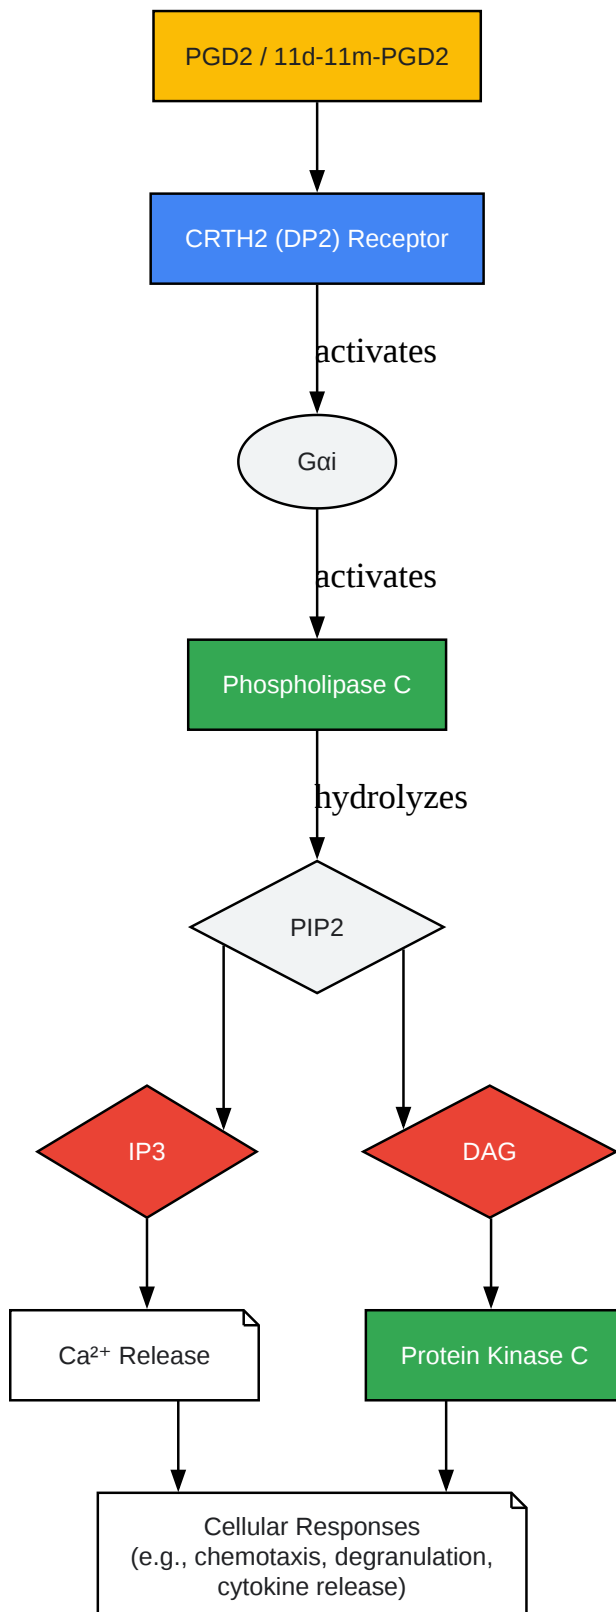 PGD2 / 11d-11m-PGD2
CRTH2 (DP2) Receptor
activates
Gαi
activates
Phospholipase C
hydrolyzes
PIP2
IP3
DAG
Ca²⁺ Release
Protein Kinase C
Cellular Responses
(e.g., chemotaxis, degranulation,
cytokine release)